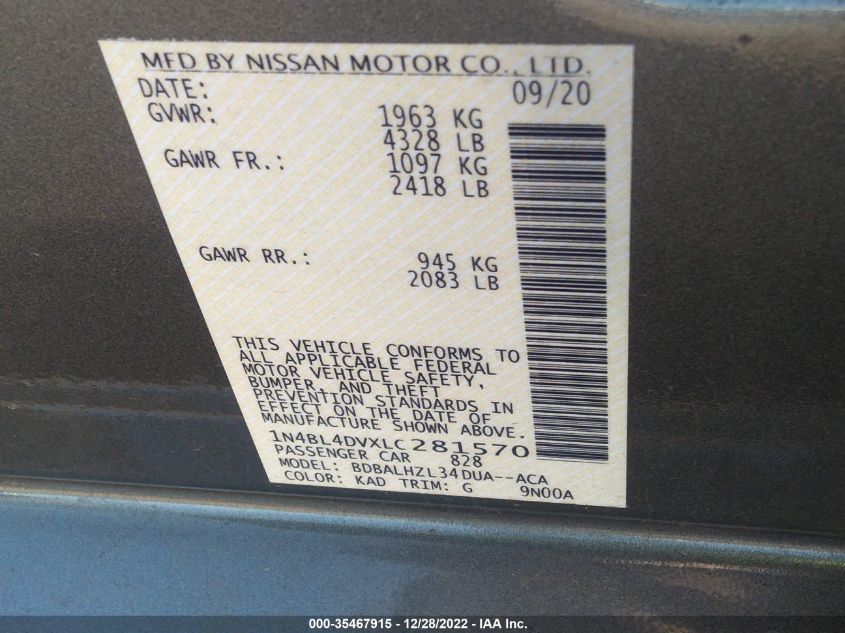 MFD BY NISSAN MOTOR CO., LTD.
DATE: 09/20
GVWR: 1963 KG
4328 LB
GAWR FR.: 1097 KG
2418 LB
GAWR RR.: 945 KG
2083 LB
THIS VEHICLE CONFORMS TO
ALL APPLICABLE FEDERAL
MOTOR VEHICLE SAFETY,
BUMPER, AND THEFT
PREVENTION STANDARDS IN
EFFECT ON THE DATE OF
MANUFACTURE SHOWN ABOVE.
1N4BL4DVXLC281570
PASSENGER CAR 828
MODEL: BDBALHZL34DUA--ACA
COLOR: KAD TRIM: G 9N00A
000-35467915 - 12/28/2022 - IAA Inc.